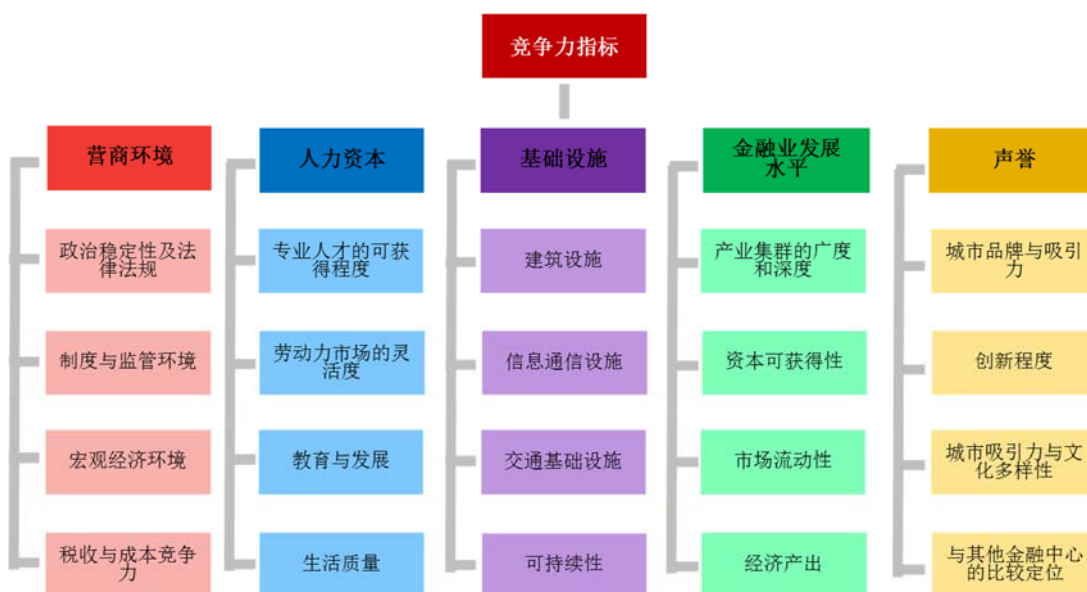 竞争力指标
营商环境
人力资本
基础设施
金融业发展
水平
声誉
政治稳定性及法
律法规
专业人才的可获
得程度
建筑设施
产业集群的广度
和深度
城市品牌与吸引
力
制度与监管环境
劳动力市场的灵
活度
信息通信设施
资本可获得性
创新程度
宏观经济环境
教育与发展
交通基础设施
市场流动性
城市吸引力与文
化多样性
税收与成本竞争
力
生活质量
可持续性
经济产出
与其他金融中心
的比较定位